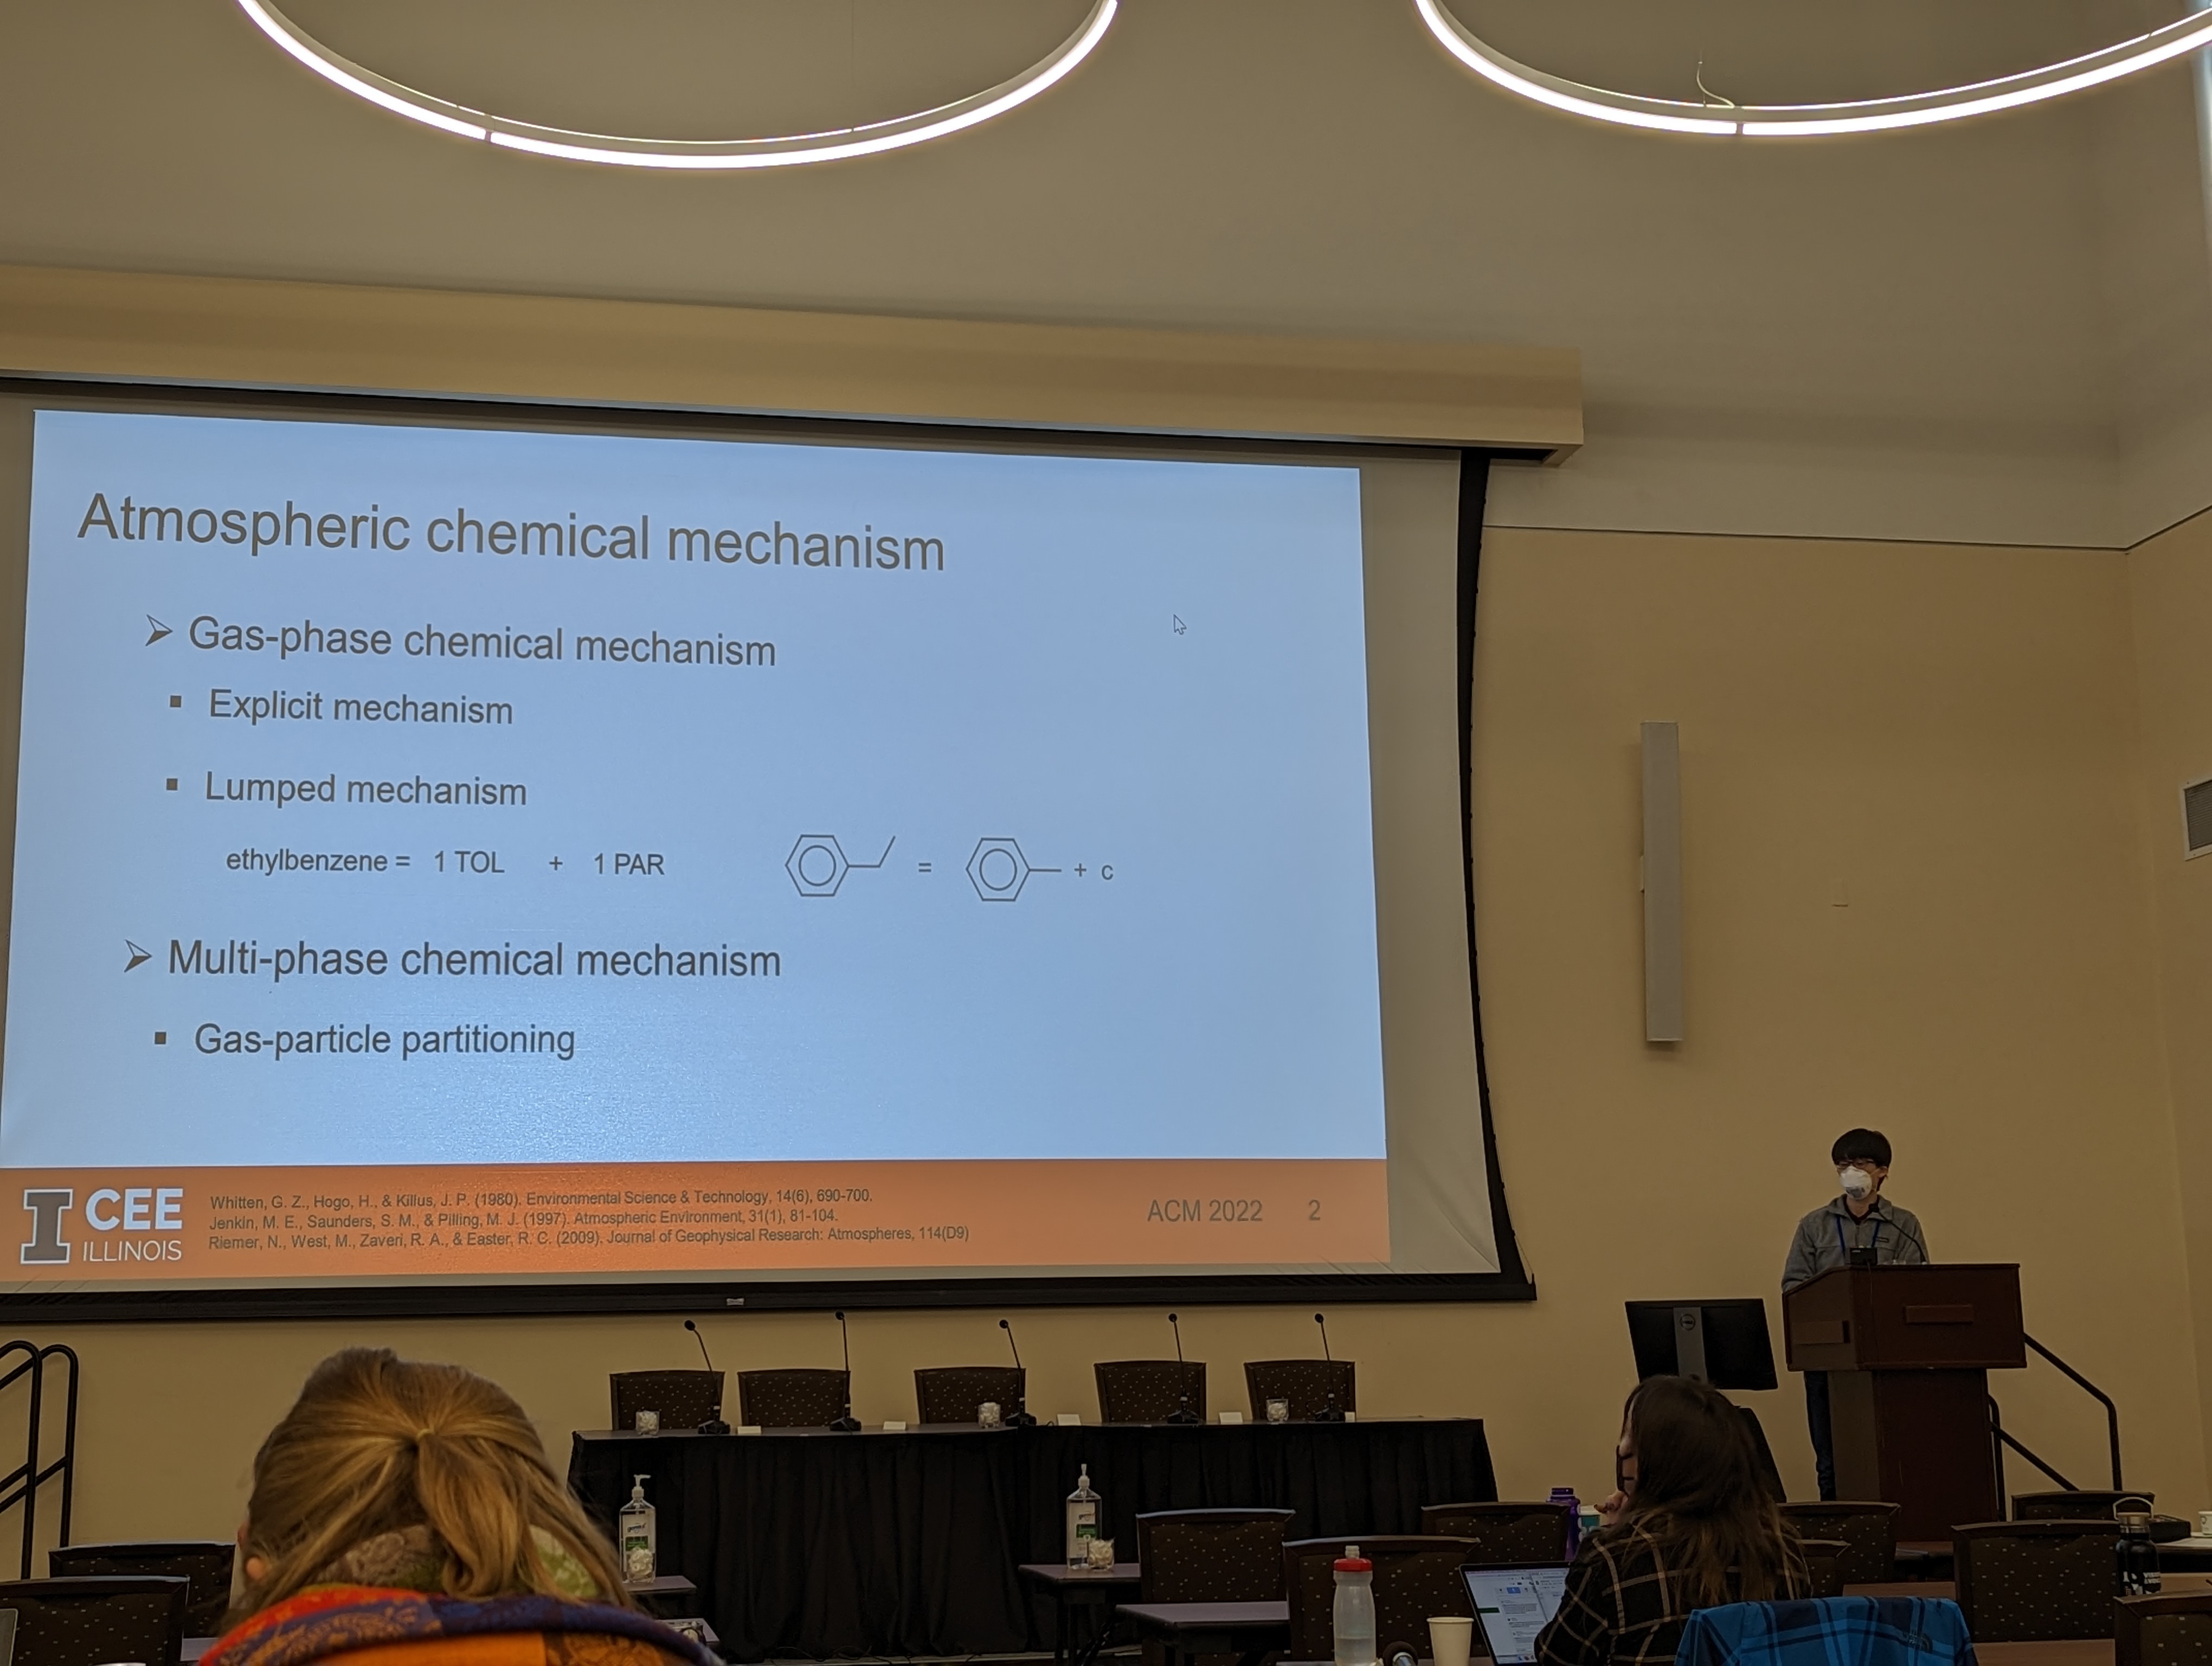 Atmospheric chemical mechanism
Gas-phase chemical mechanism
Explicit mechanism
Lumped mechanism
ethylbenzene = 1 TOL + 1 PAR
= + c
Multi-phase chemical mechanism
Gas-particle partitioning
I CEE
ILLINOIS
Whitten, G. Z., Hogo, H., & Killus, J. P. (1980). Environmental Science & Technology, 14(6), 690-700.
Jenkin, M. E., Saunders, S. M., & Pilling, M. J. (1997). Atmospheric Environment, 31(1), 81-104.
Riemer, N., West, M., Zaveri, R. A., & Easter, R. C. (2009). Journal of Geophysical Research: Atmospheres, 114(D9)
ACM 2022 2
DELL